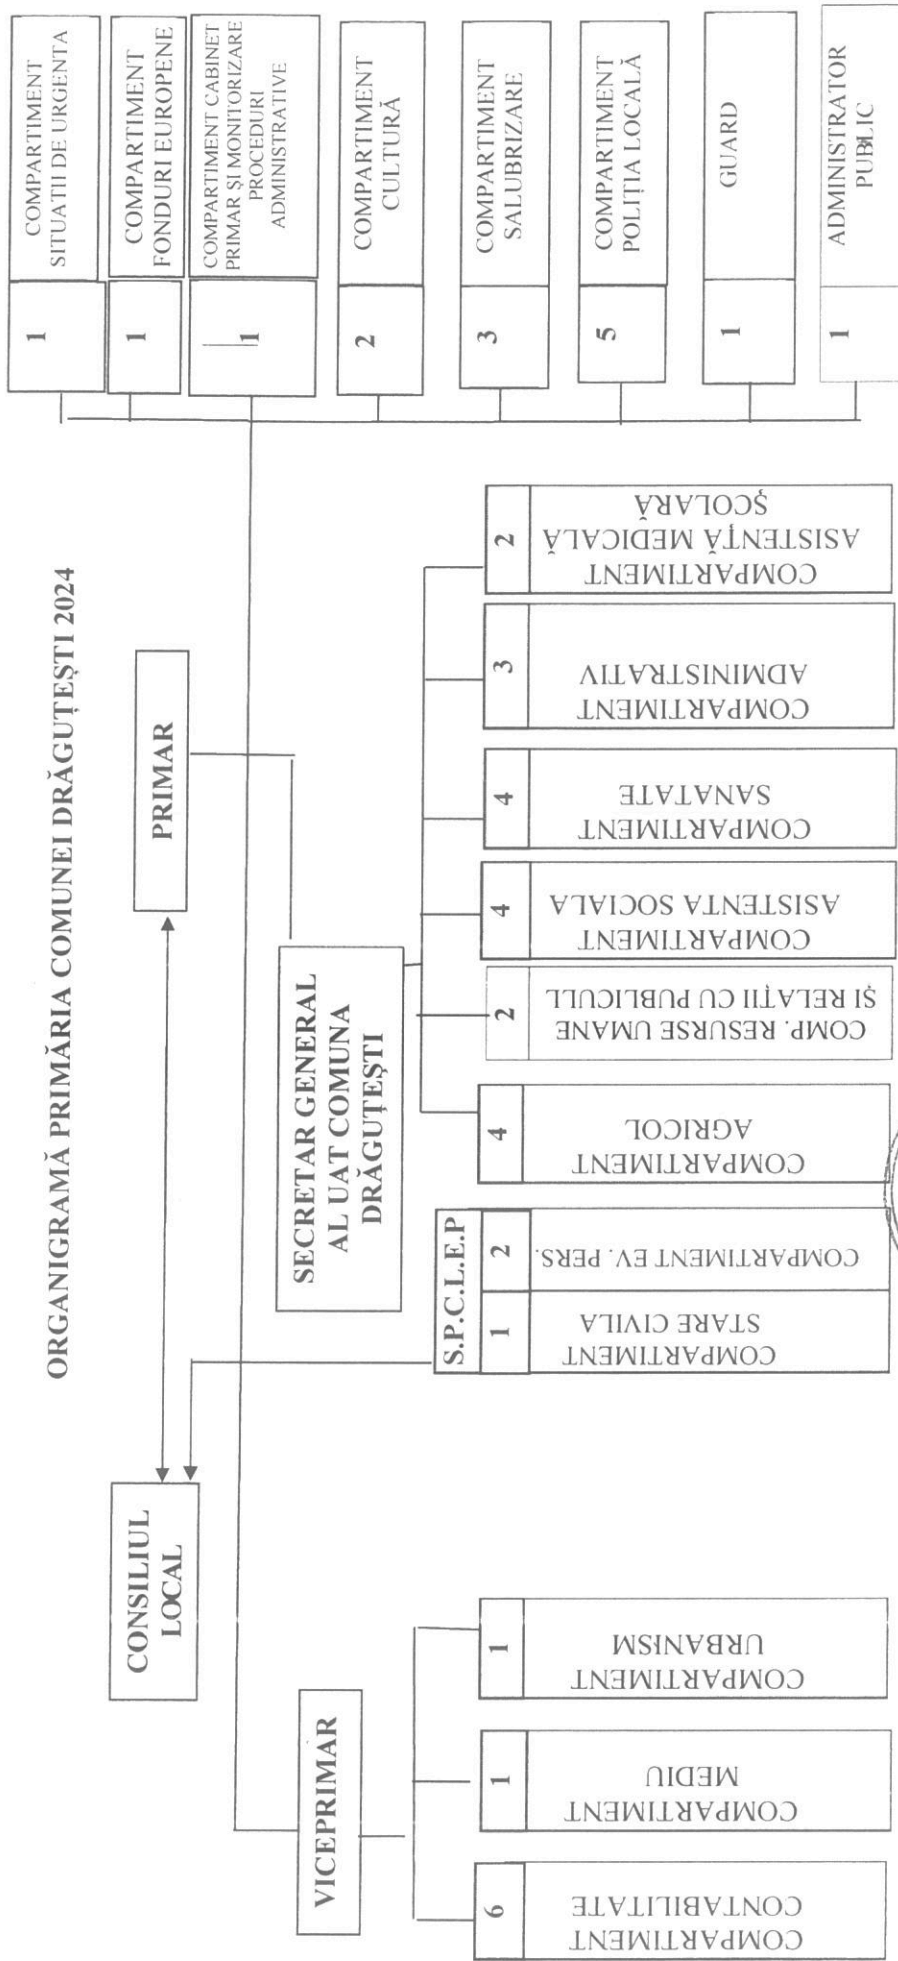 ORGANIGRAMĂ PRIMĂRIA COMUNEI DRĂGUȚEȘTI 2024
CONSILIUL
LOCAL
PRIMAR
VICEPRIMAR
SECRETAR GENERAL
AL UAT COMUNA
DRĂGUȚEȘTI
6
COMPARTIMENT
CONTABILITATE
1
COMPARTIMENT
MEDIU
1
COMPARTIMENT
URBANISM
S.P.C.L.E.P
1
COMPARTIMENT
STARE CIVILA
2
COMPARTIMENT EV. PERS.
4
COMPARTIMENT
AGRICOL
2
COMP. RESURSE UMANE
ȘI RELAȚII CU PUBLICULL
4
COMPARTIMENT
ASISTENTA SOCIALA
4
COMPARTIMENT
SANATATE
3
COMPARTIMENT
ADMINISTRATIV
2
COMPARTIMENT
ASISTENȚĂ MEDICALĂ
ȘCOLARĂ
1
COMPARTIMENT
SITUATII DE URGENTA
1
COMPARTIMENT
FONDURI EUROPENE
1
COMPARTIMENT CABINET
PRIMAR ȘI MONITORIZARE
PROCEDURI
ADMINISTRATIVE
2
COMPARTIMENT
CULTURĂ
3
COMPARTIMENT
SALUBRIZARE
5
COMPARTIMENT
POLIȚIA LOCALĂ
1
GUARD
1
ADMINISTRATOR
PUBLIC